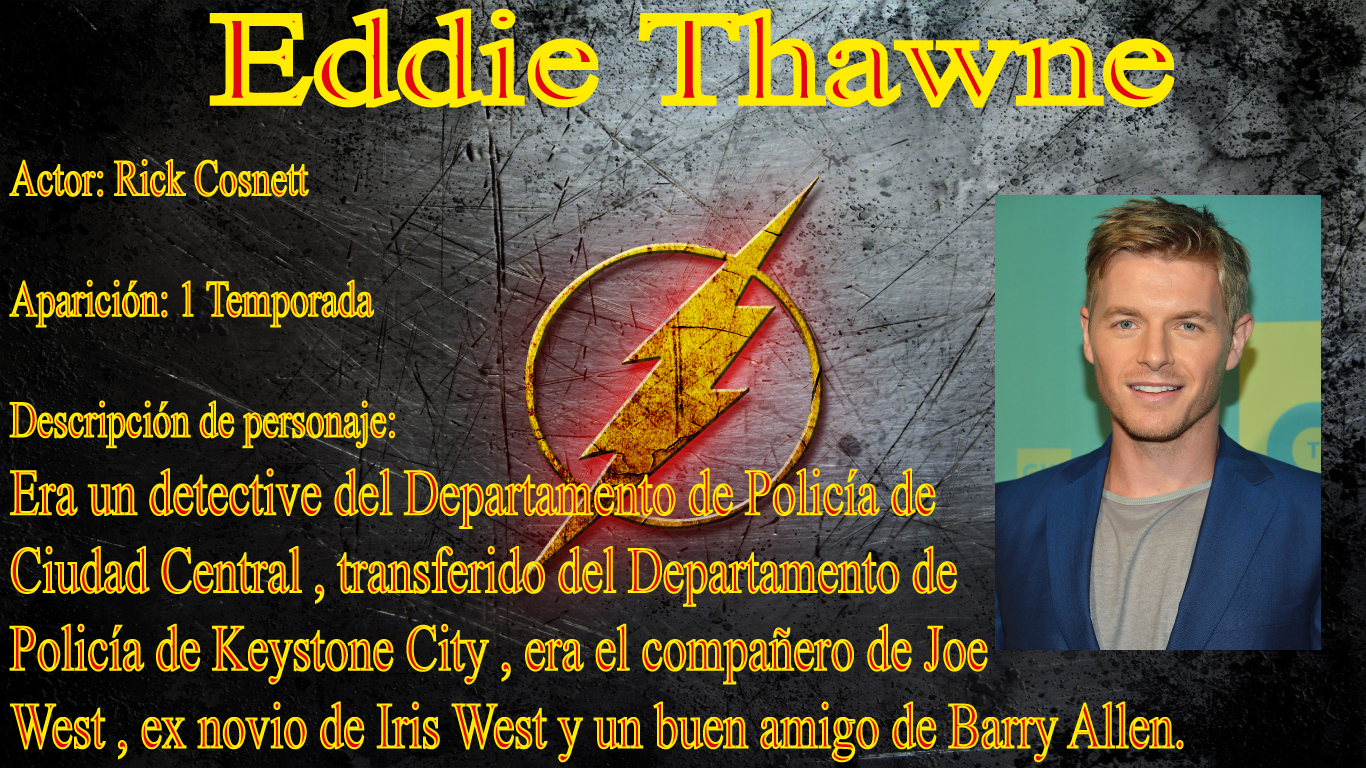 Eddie Thawne
Actor: Rick Cosnett
Aparición: 1 Temporada
Descripción de personaje:
Era un detective del Departamento de Policía de
Ciudad Central , transferido del Departamento de
Policía de Keystone City , era el compañero de Joe
West , ex novio de Iris West y un buen amigo de Barry Allen.